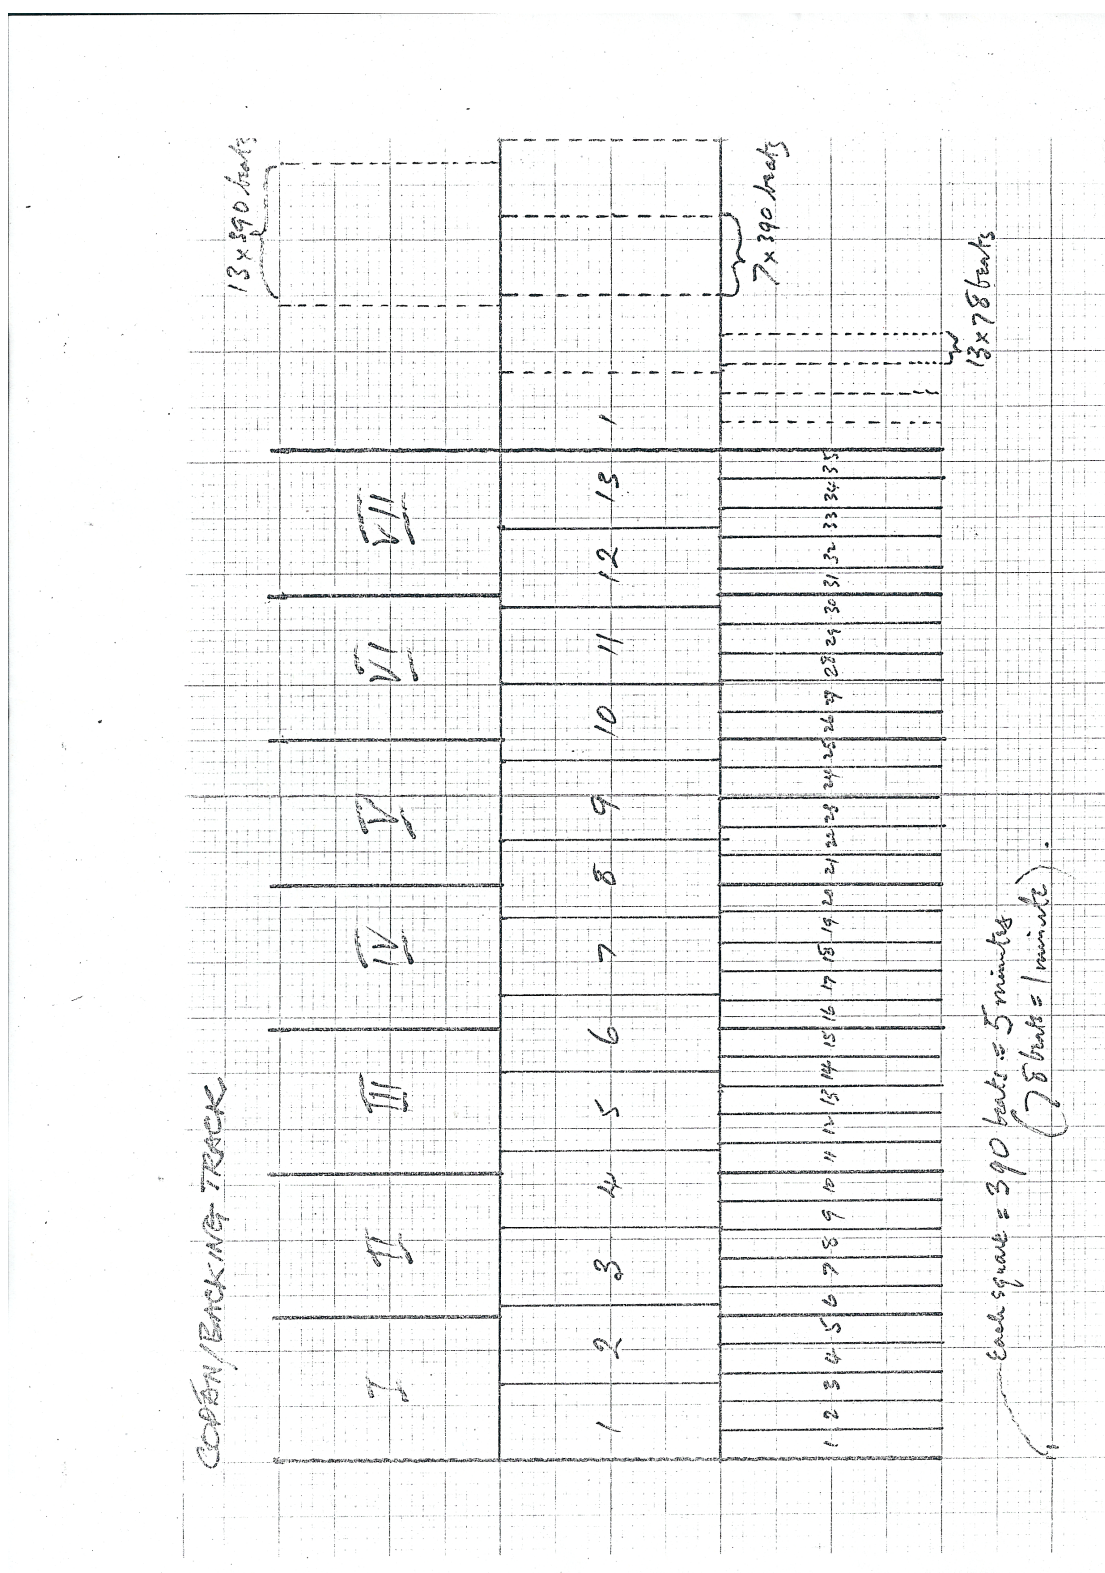 CODEN/BACKING TRACK
13 x 390 beats
I II III IV V VI VII
1 2 3 4 5 6 7 8 9 10 11 12 13 1
7 x 390 beats
1 2 3 4 5 6 7 8 9 10 11 12 13 14 15 16 17 18 19 20 21 22 23 24 25 26 27 28 29 30 31 32 33 34 35
13 x 78 beats
Each square = 390 beats = 5 minutes
(78 beats = 1 minute).